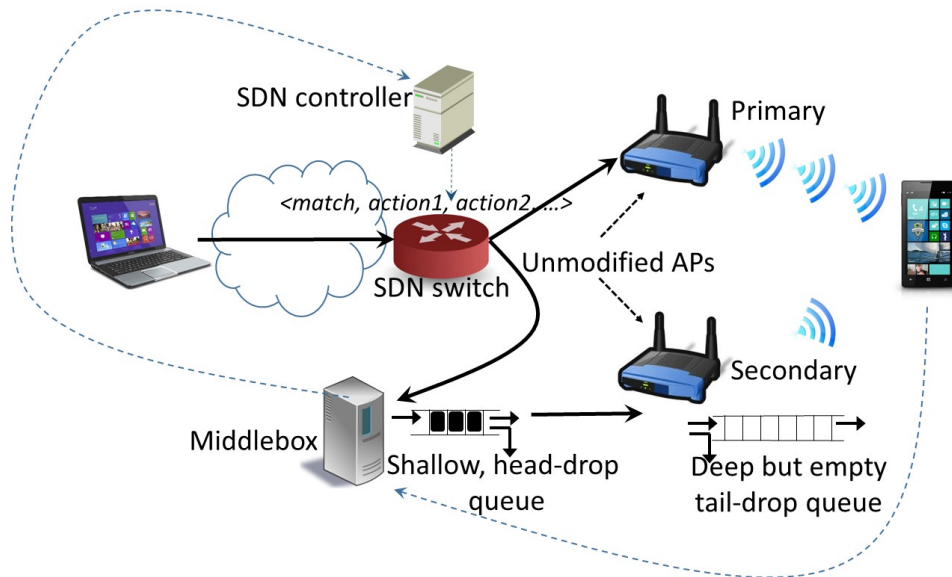 SDN controller
Primary
<match, action1, action2, ...>
Unmodified APs
SDN switch
Secondary
Middlebox
Shallow, head-drop
queue
Deep but empty
tail-drop queue